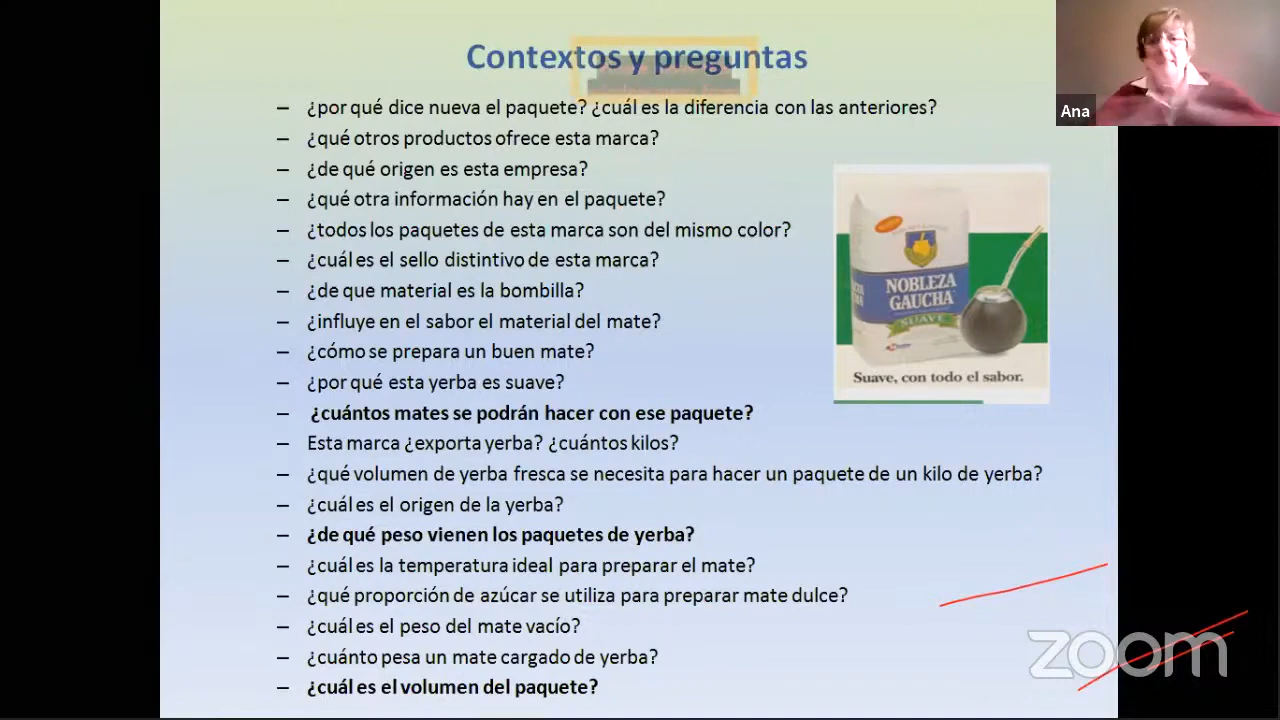 Contextos y preguntas
– ¿por qué dice nueva el paquete? ¿cuál es la diferencia con las anteriores?
– ¿qué otros productos ofrece esta marca?
– ¿de qué origen es esta empresa?
– ¿qué otra información hay en el paquete?
– ¿todos los paquetes de esta marca son del mismo color?
– ¿cuál es el sello distintivo de esta marca?
– ¿de que material es la bombilla?
– ¿influye en el sabor el material del mate?
– ¿cómo se prepara un buen mate?
– ¿por qué esta yerba es suave?
– ¿cuántos mates se podrán hacer con ese paquete?
– Esta marca ¿exporta yerba? ¿cuántos kilos?
– ¿qué volumen de yerba fresca se necesita para hacer un paquete de un kilo de yerba?
– ¿cuál es el origen de la yerba?
– ¿de qué peso vienen los paquetes de yerba?
– ¿cuál es la temperatura ideal para preparar el mate?
– ¿qué proporción de azúcar se utiliza para preparar mate dulce?
– ¿cuál es el peso del mate vacío?
– ¿cuánto pesa un mate cargado de yerba?
– ¿cuál es el volumen del paquete?
NOBLEZA
GAUCHA
SUAVE
Suave, con todo el sabor.
Ana
zoom